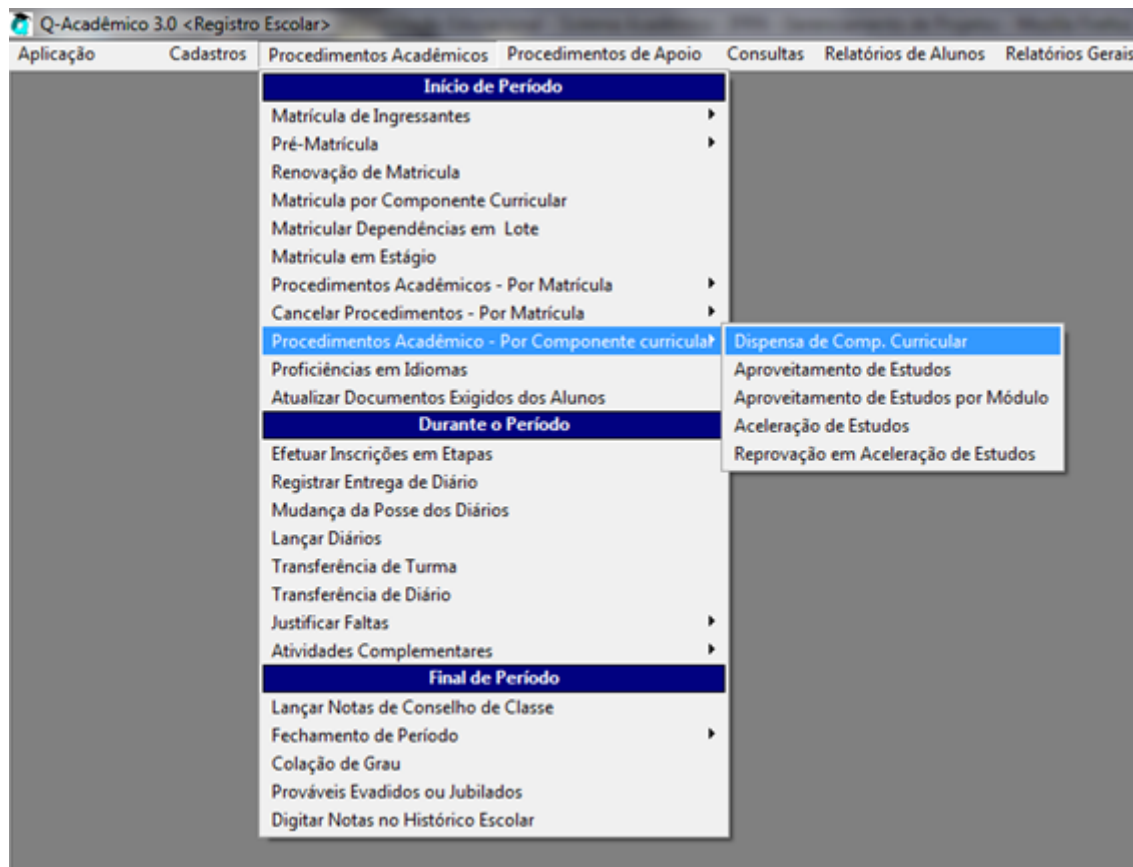 Q-Acadêmico 3.0 <Registro Escolar>
Aplicação Cadastros Procedimentos Acadêmicos Procedimentos de Apoio Consultas Relatórios de Alunos Relatórios Gerais
Início de Período
Matrícula de Ingressantes
Pré-Matrícula
Renovação de Matricula
Matricula por Componente Curricular
Matricular Dependências em Lote
Matricula em Estágio
Procedimentos Acadêmicos - Por Matrícula
Cancelar Procedimentos - Por Matrícula
Procedimentos Acadêmico - Por Componente curricular
Dispensa de Comp. Curricular
Proficiências em Idiomas
Aproveitamento de Estudos
Atualizar Documentos Exigidos dos Alunos
Aproveitamento de Estudos por Módulo
Durante o Período
Aceleração de Estudos
Efetuar Inscrições em Etapas
Reprovação em Aceleração de Estudos
Registrar Entrega de Diário
Mudança da Posse dos Diários
Lançar Diários
Transferência de Turma
Transferência de Diário
Justificar Faltas
Atividades Complementares
Final de Período
Lançar Notas de Conselho de Classe
Fechamento de Período
Colação de Grau
Prováveis Evadidos ou Jubilados
Digitar Notas no Histórico Escolar